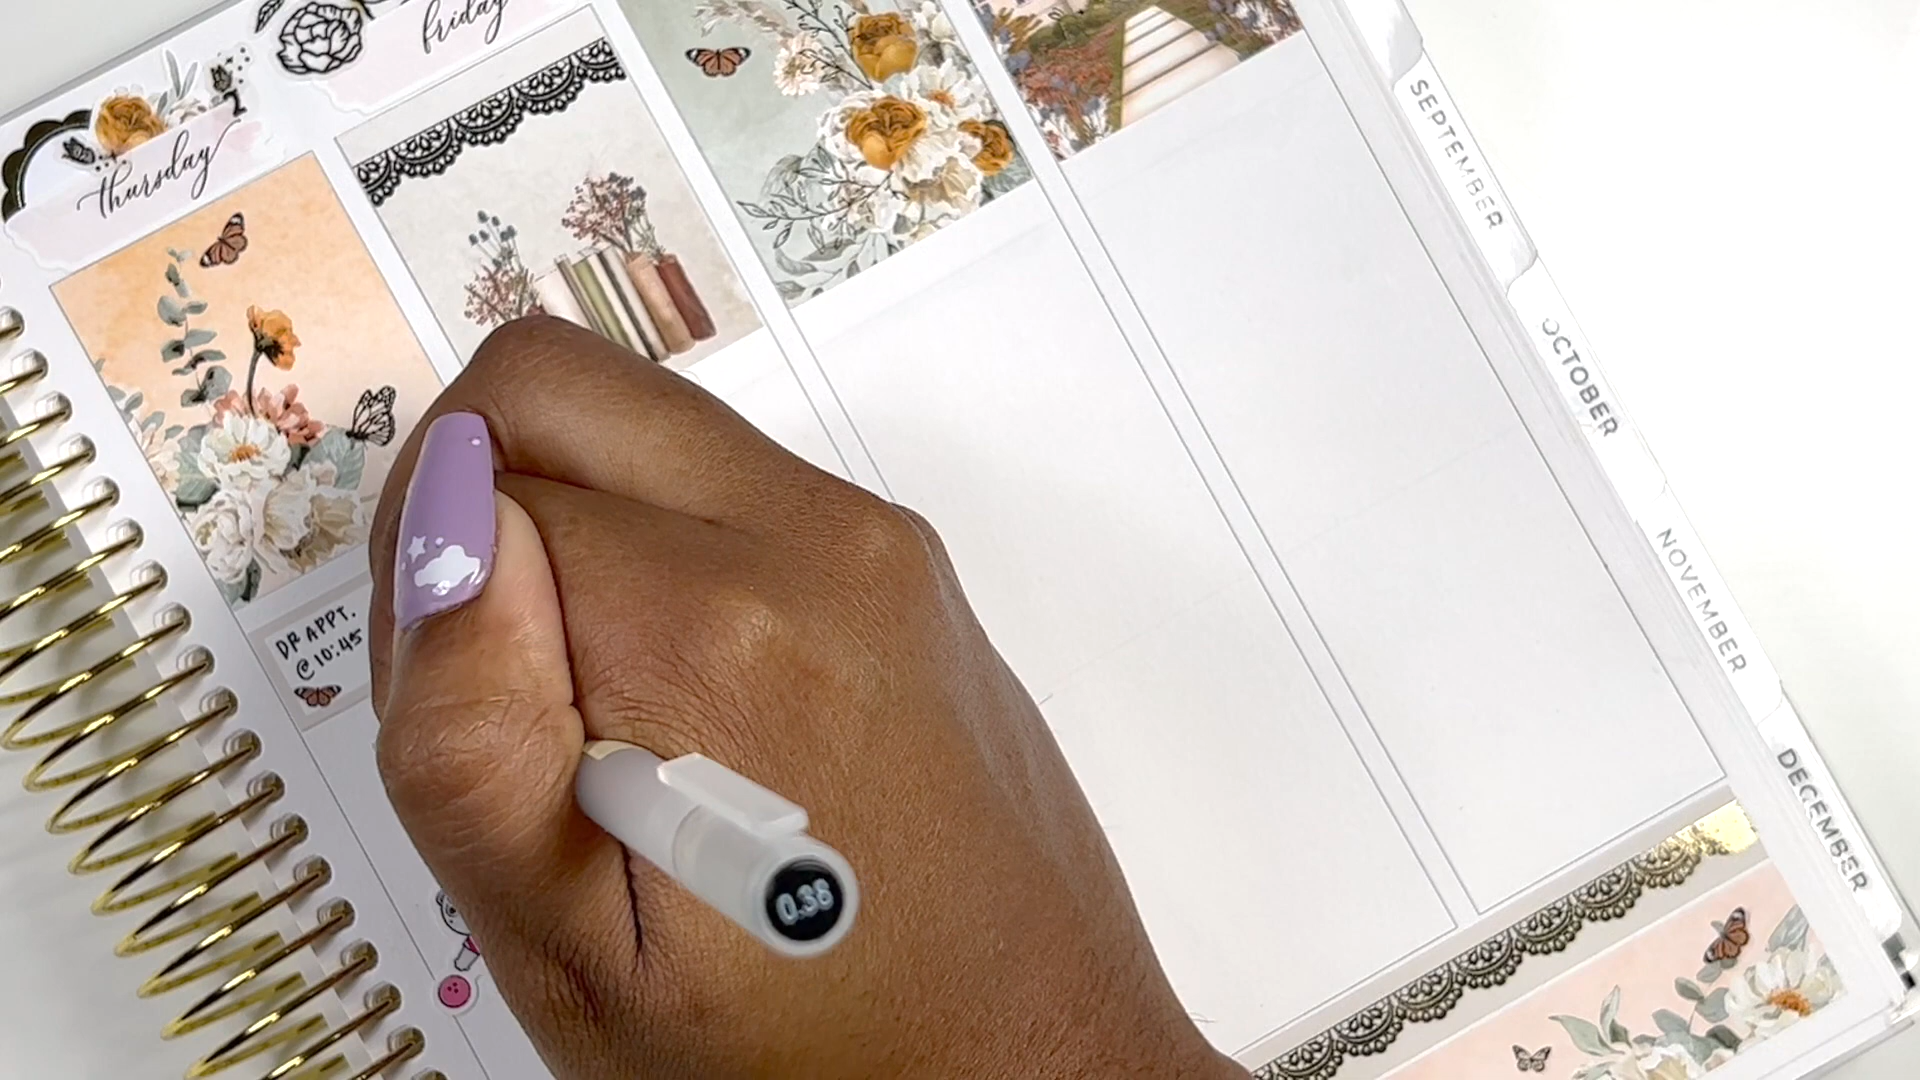 thursday
friday
DR APPT.
@ 10:45
0.38
SEPTEMBER
OCTOBER
NOVEMBER
DECEMBER